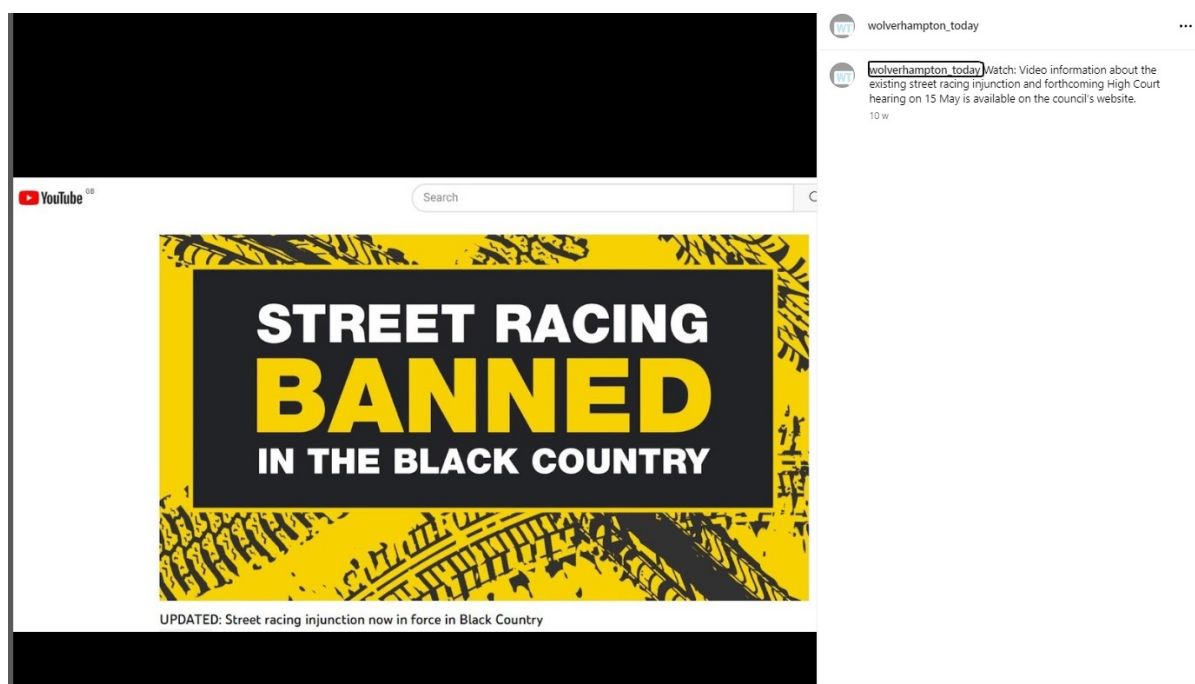 YouTube GB
Search
STREET RACING
BANNED
IN THE BLACK COUNTRY
UPDATED: Street racing injunction now in force in Black Country
WT
wolverhampton_today
WT
wolverhampton_today Watch: Video information about the
existing street racing injunction and forthcoming High Court
hearing on 15 May is available on the council's website.
10 w